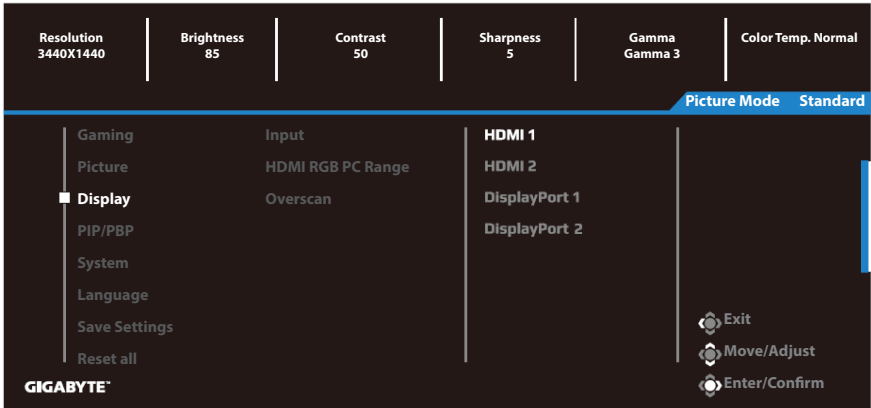 Resolution
3440X1440
Brightness
85
Contrast
50
Sharpness
5
Gamma
Gamma 3
Color Temp. Normal
Picture Mode Standard
Gaming
Picture
Display
PIP/PBP
System
Language
Save Settings
Reset all
Input
HDMI RGB PC Range
Overscan
HDMI 1
HDMI 2
DisplayPort 1
DisplayPort 2
Exit
Move/Adjust
Enter/Confirm
GIGABYTE™